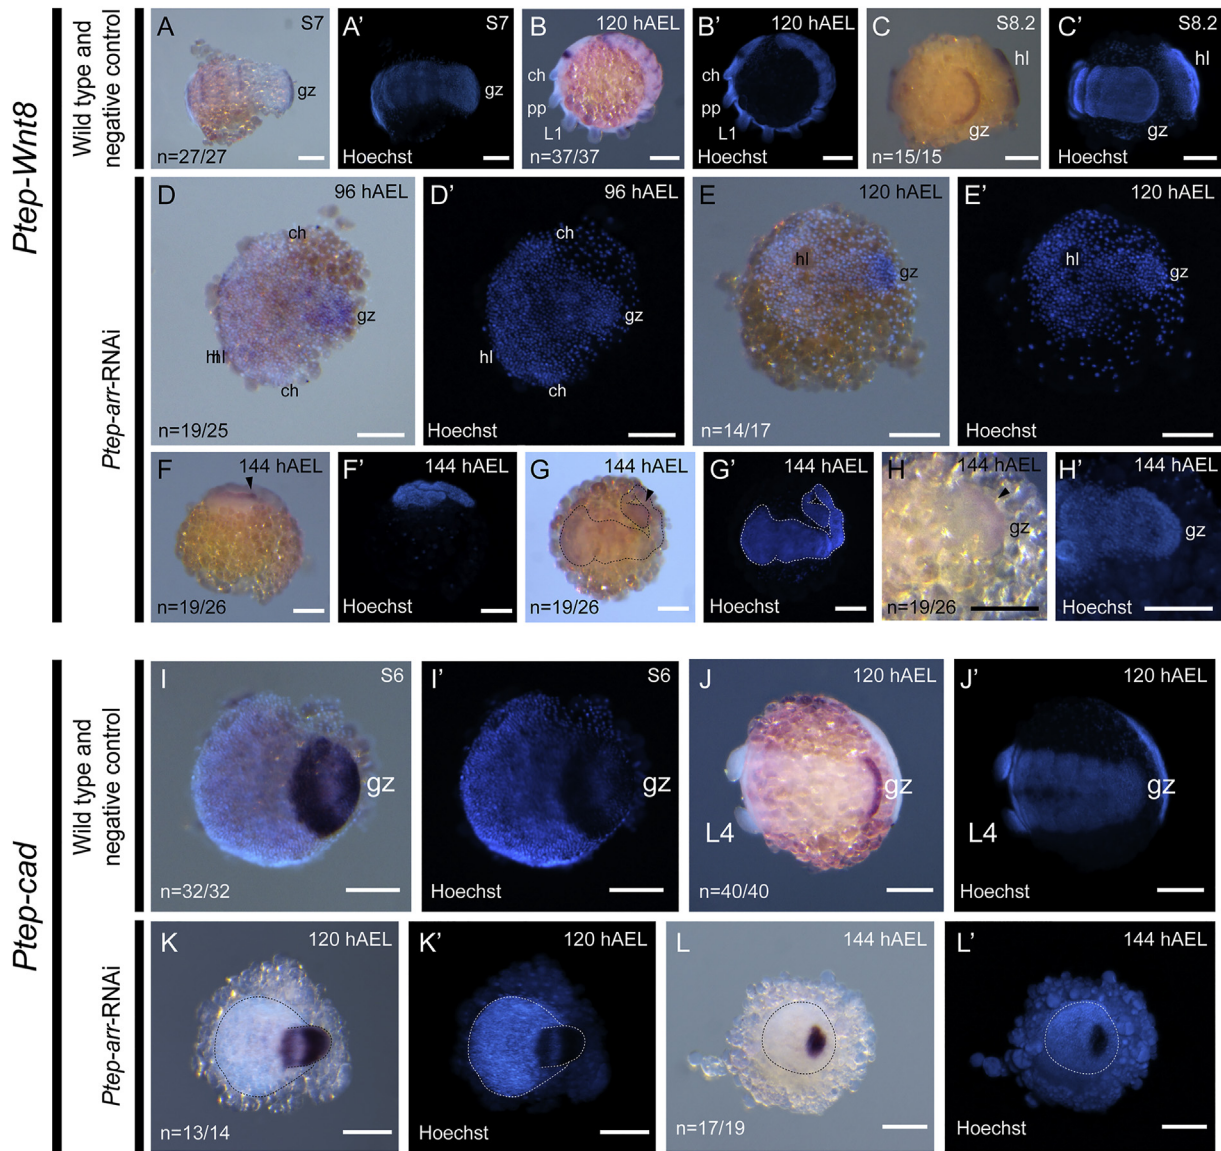 Ptep-Wnt8
Wild type and
negative control
A
S7
gz
n=27/27
A'
S7
gz
Hoechst
B
120 hAEL
ch
pp
L1
n=37/37
B'
120 hAEL
ch
pp
L1
Hoechst
C
S8.2
hl
gz
n=15/15
C'
S8.2
hl
gz
Hoechst
Ptep-arr-RNAi
D
96 hAEL
ch
gz
hl
ch
n=19/25
D'
96 hAEL
ch
gz
hl
ch
Hoechst
E
120 hAEL
hl
gz
n=14/17
E'
120 hAEL
hl
gz
Hoechst
F
144 hAEL
n=19/26
F'
144 hAEL
Hoechst
G
144 hAEL
n=19/26
G'
144 hAEL
Hoechst
H
144 hAEL
gz
n=19/26
H'
144 hAEL
gz
Hoechst
Ptep-cad
Wild type and
negative control
I
S6
gz
n=32/32
I'
S6
gz
Hoechst
J
120 hAEL
gz
L4
n=40/40
J'
120 hAEL
gz
L4
Hoechst
Ptep-arr-RNAi
K
120 hAEL
n=13/14
K'
120 hAEL
Hoechst
L
144 hAEL
n=17/19
L'
144 hAEL
Hoechst